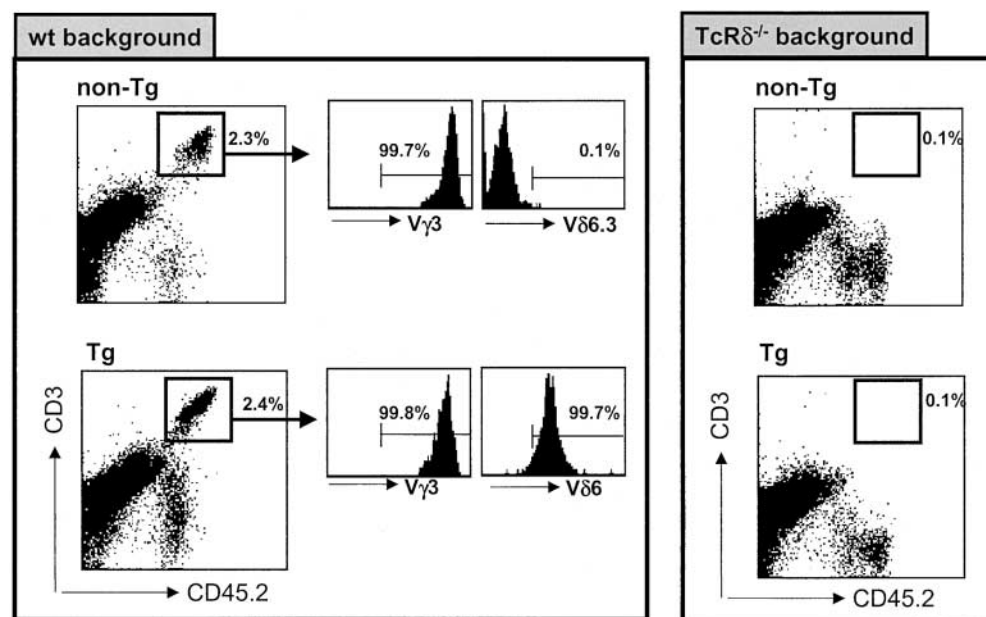 wt background
non-Tg
2.3%
99.7%
0.1%
Vγ3
Vδ6.3
Tg
2.4%
99.8%
99.7%
Vγ3
Vδ6
CD3
CD45.2
TcRδ-/- background
non-Tg
0.1%
Tg
0.1%
CD3
CD45.2